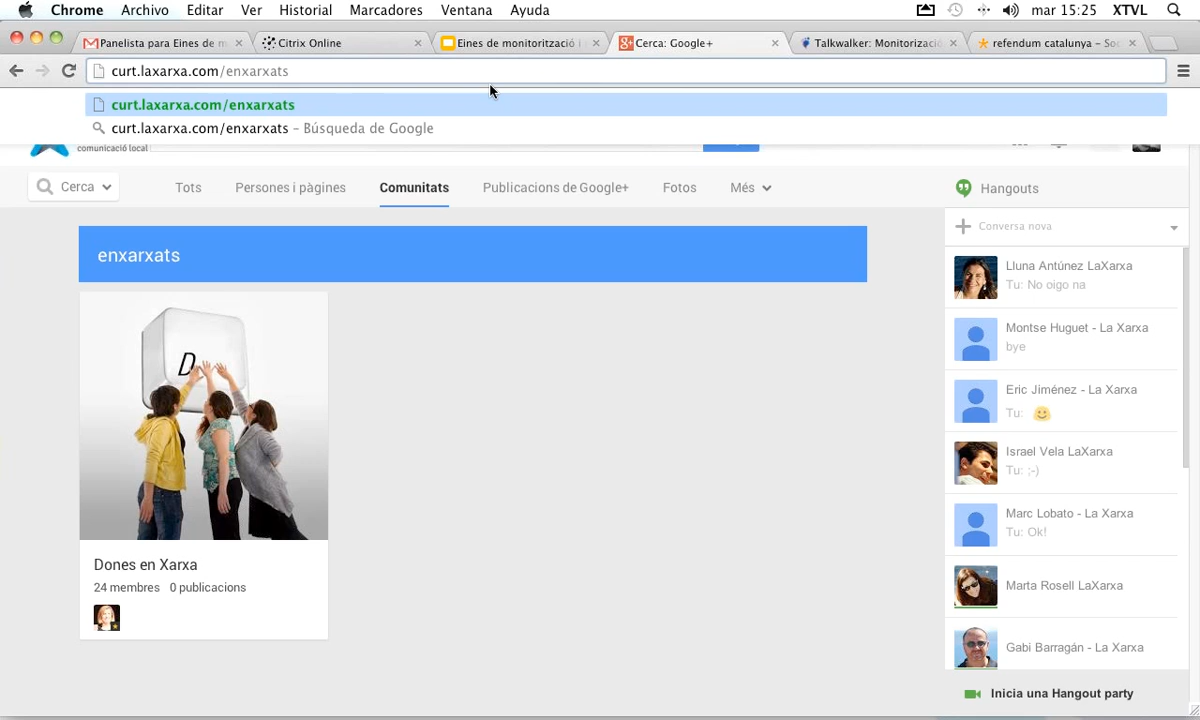 Chrome Archivo Editar Ver Historial Marcadores Ventana Ayuda mar 15:25 XTVL
Panelista para Eines de m
Citrix Online
Eines de monitorització i
Cerca: Google+
Talkwalker: Monitorizaci
refendum catalunya – Soc
curt.laxarxa.com/enxarxats
curt.laxarxa.com/enxarxats
curt.laxarxa.com/enxarxats – Búsqueda de Google
comunicació local
Cerca
Tots
Persones i pàgines
Comunitats
Publicacions de Google+
Fotos
Més
Hangouts
enxarxats
D
Dones en Xarxa
24 membres 0 publicacions
Conversa nova
Lluna Antúnez LaXarxa
Tu: No oigo na
Montse Huguet - La Xarxa
bye
Eric Jiménez - La Xarxa
Tu:
Israel Vela LaXarxa
Tu: ;-)
Marc Lobato - La Xarxa
Tu: Ok!
Marta Rosell LaXarxa
Gabi Barragán - La Xarxa
Inicia una Hangout party